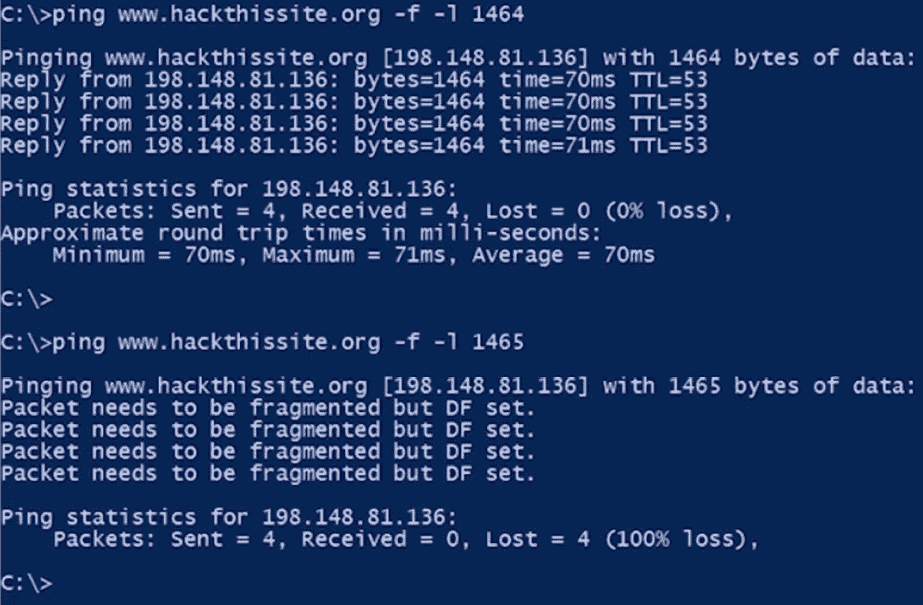 C:\>ping www.hackthissite.org -f -l 1464
Pinging www.hackthissite.org [198.148.81.136] with 1464 bytes of data:
Reply from 198.148.81.136: bytes=1464 time=70ms TTL=53
Reply from 198.148.81.136: bytes=1464 time=70ms TTL=53
Reply from 198.148.81.136: bytes=1464 time=70ms TTL=53
Reply from 198.148.81.136: bytes=1464 time=71ms TTL=53
Ping statistics for 198.148.81.136:
    Packets: Sent = 4, Received = 4, Lost = 0 (0% loss),
Approximate round trip times in milli-seconds:
    Minimum = 70ms, Maximum = 71ms, Average = 70ms
C:\>
C:\>ping www.hackthissite.org -f -l 1465
Pinging www.hackthissite.org [198.148.81.136] with 1465 bytes of data:
Packet needs to be fragmented but DF set.
Packet needs to be fragmented but DF set.
Packet needs to be fragmented but DF set.
Packet needs to be fragmented but DF set.
Ping statistics for 198.148.81.136:
    Packets: Sent = 4, Received = 0, Lost = 4 (100% loss),
C:\>